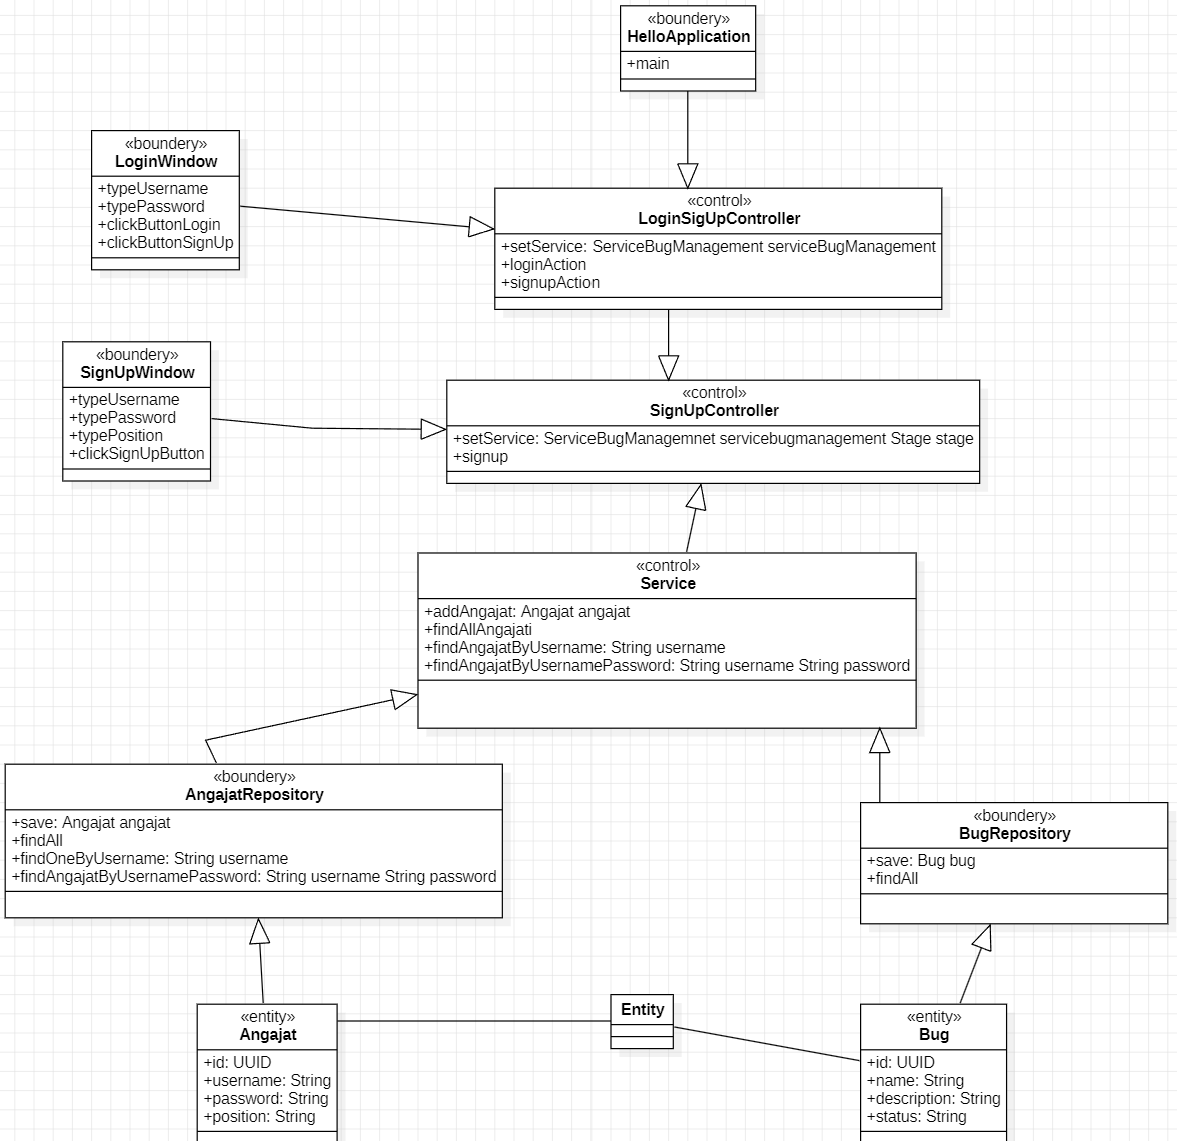 «boundery»
HelloApplication
+main
«boundery»
LoginWindow
+typeUsername
+typePassword
+clickButtonLogin
+clickButtonSignUp
«control»
LoginSigUpController
+setService: ServiceBugManagement serviceBugManagement
+loginAction
+signupAction
«boundery»
SignUpWindow
+typeUsername
+typePassword
+typePosition
+clickSignUpButton
«control»
SignUpController
+setService: ServiceBugManagemnet servicebugmanagement Stage stage
+signup
«control»
Service
+addAngajat: Angajat angajat
+findAllAngajati
+findAngajatByUsername: String username
+findAngajatByUsernamePassword: String username String password
«boundery»
AngajatRepository
+save: Angajat angajat
+findAll
+findOneByUsername: String username
+findAngajatByUsernamePassword: String username String password
«boundery»
BugRepository
+save: Bug bug
+findAll
«entity»
Angajat
+id: UUID
+username: String
+password: String
+position: String
Entity
«entity»
Bug
+id: UUID
+name: String
+description: String
+status: String